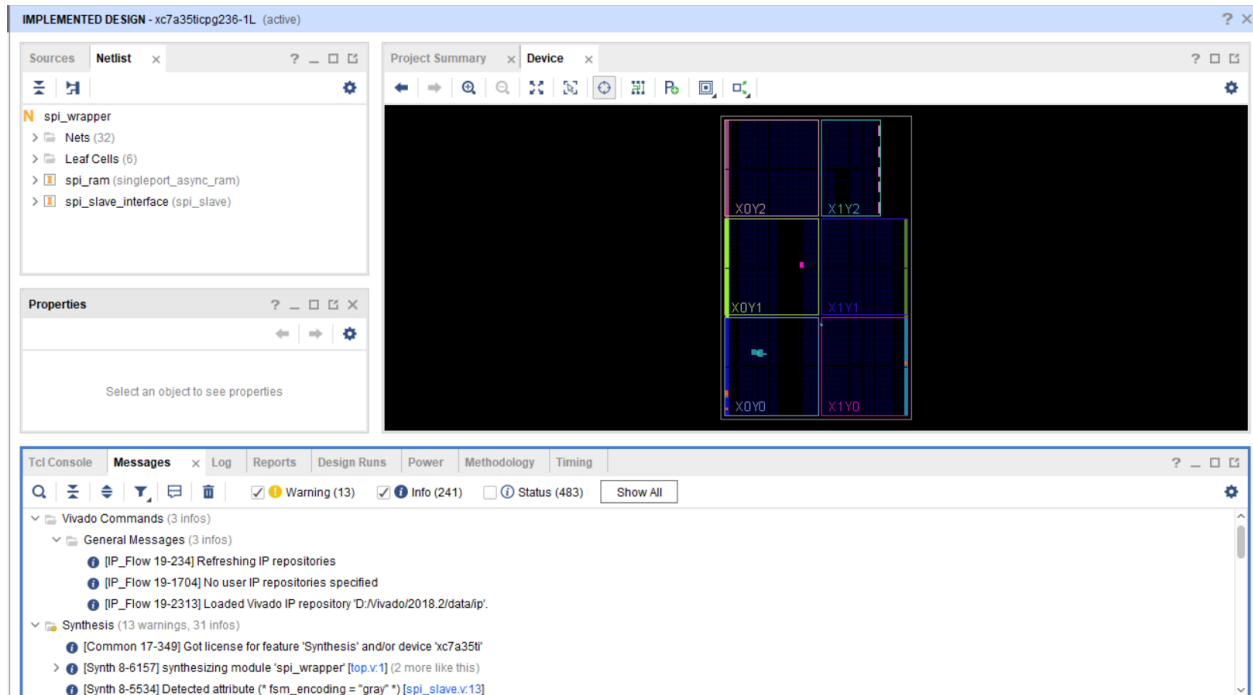 IMPLEMENTED DESIGN - xc7a35ticpg236-1L (active)
Sources Netlist
spi_wrapper
Nets (32)
Leaf Cells (6)
spi_ram (singleport_async_ram)
spi_slave_interface (spi_slave)
Properties
Select an object to see properties
Project Summary Device
X0Y2 X1Y2
X0Y1 X1Y1
X0Y0 X1Y0
Tcl Console Messages Log Reports Design Runs Power Methodology Timing
Warning (13) Info (241) Status (483) Show All
Vivado Commands (3 infos)
General Messages (3 infos)
[IP_Flow 19-234] Refreshing IP repositories
[IP_Flow 19-1704] No user IP repositories specified
[IP_Flow 19-2313] Loaded Vivado IP repository 'D:/Vivado/2018.2/data/ip'.
Synthesis (13 warnings, 31 infos)
[Common 17-349] Got license for feature 'Synthesis' and/or device 'xc7a35ti'
[Synth 8-6157] synthesizing module 'spi_wrapper' [top.v:1] (2 more like this)
[Synth 8-5534] Detected attribute (* fsm_encoding = "gray" *) [spi_slave.v:13]